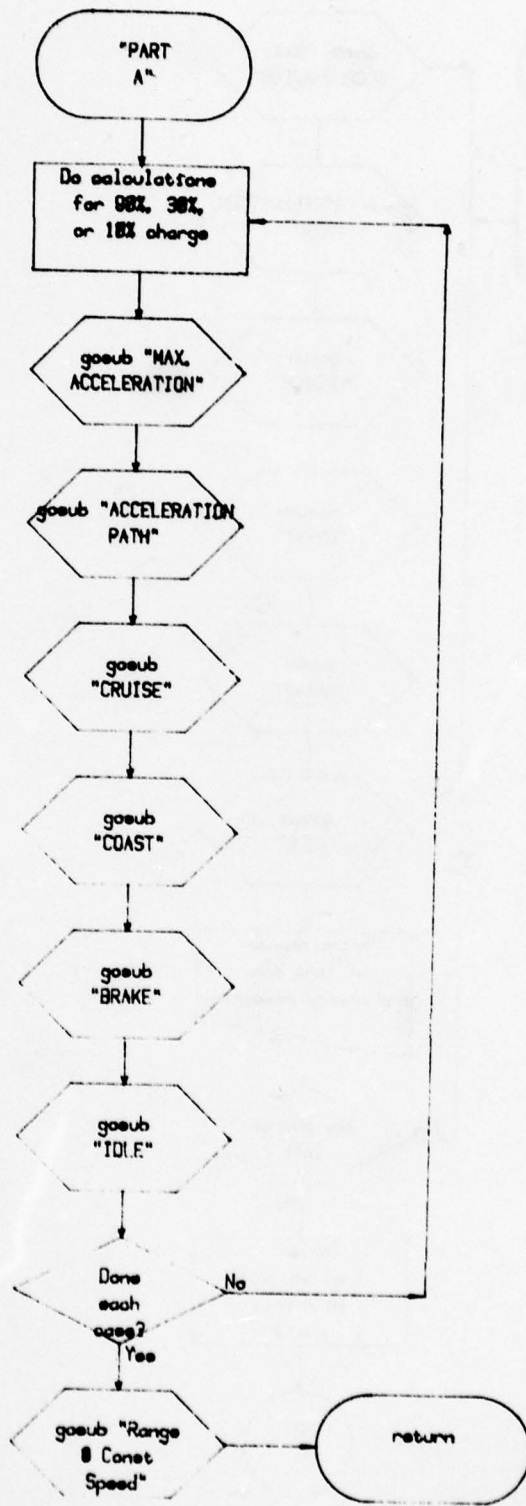 "PART
A"
Do calculations
for 90%, 30%,
or 10% charge
gosub "MAX.
ACCELERATION"
gosub "ACCELERATION
PATH"
gosub
"CRUISE"
gosub
"COAST"
gosub
"BRAKE"
gosub
"IDLE"
Done
each
case?
No
Yes
gosub "Range
@ Const
Speed"
return